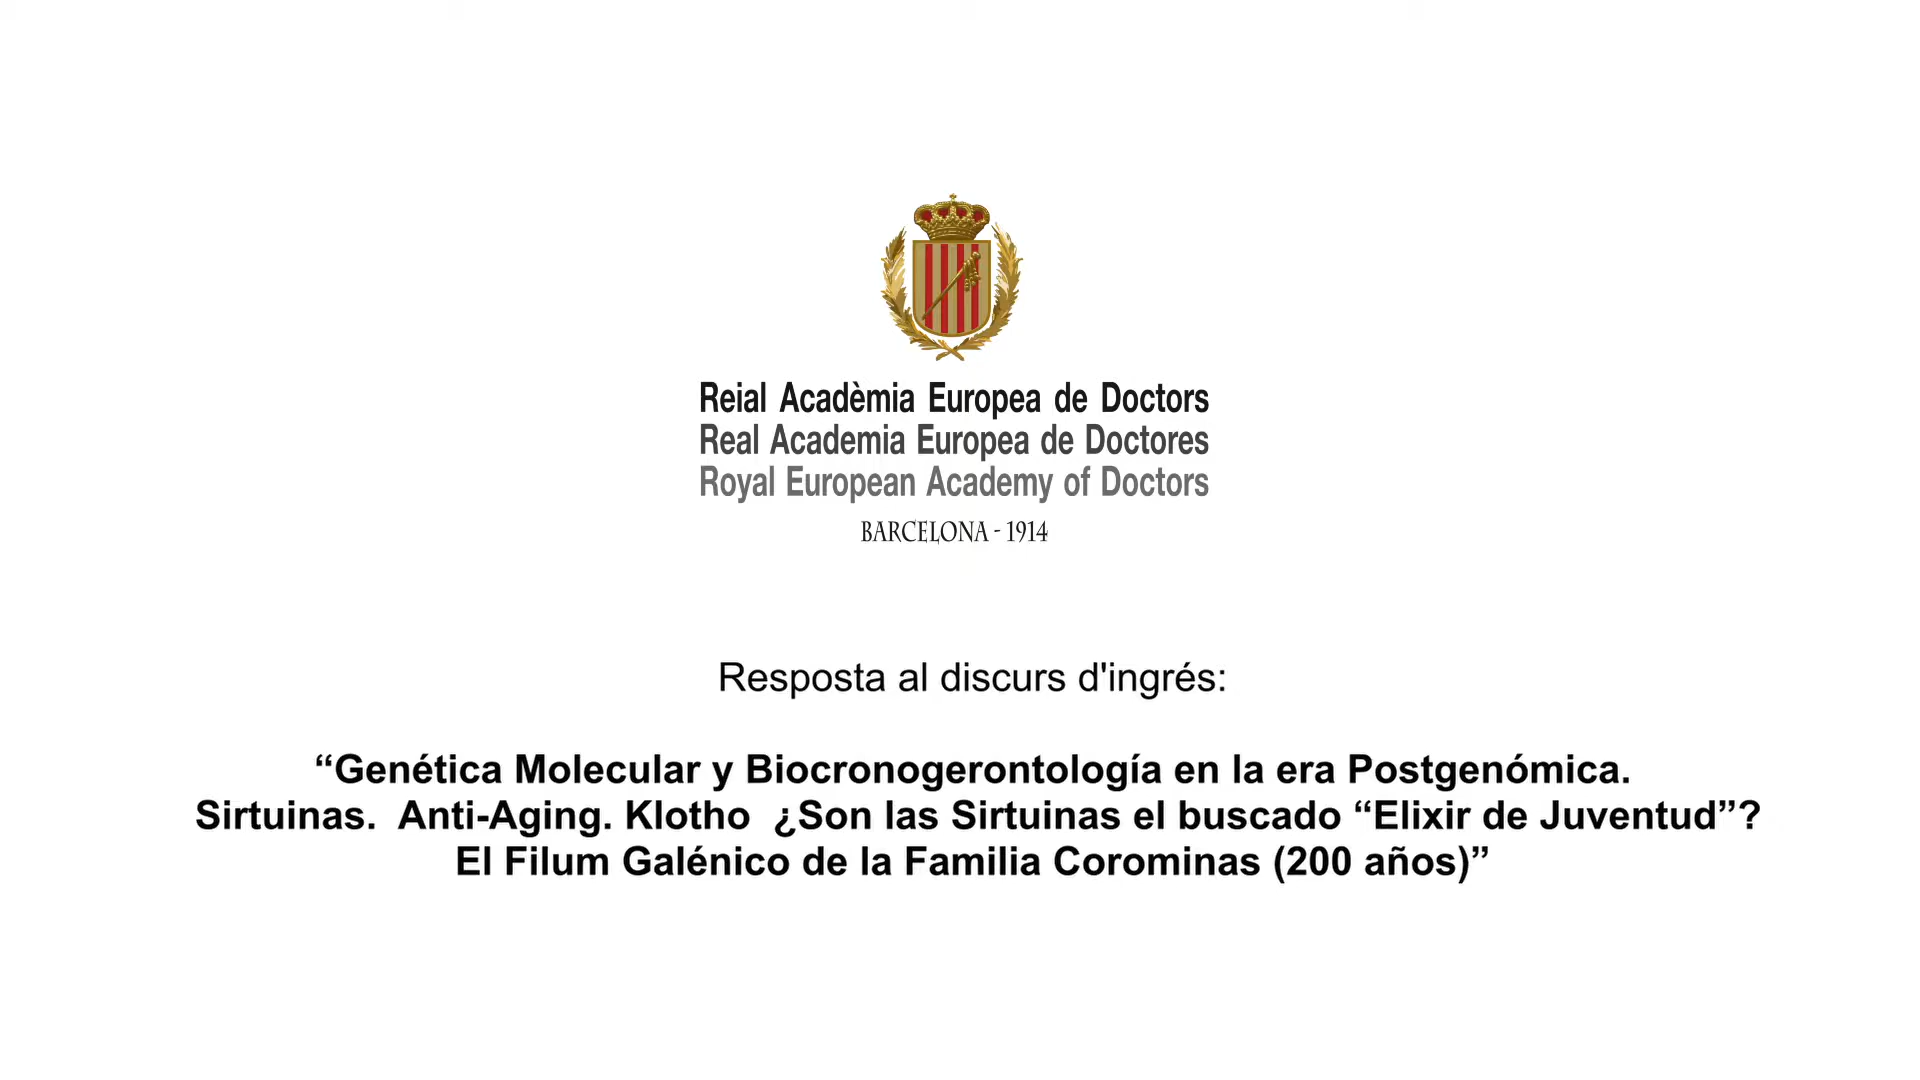 Reial Acadèmia Europea de Doctors
Real Academia Europea de Doctores
Royal European Academy of Doctors
BARCELONA - 1914
Resposta al discurs d'ingrés:
“Genética Molecular y Biocronogerontología en la era Postgenómica.
Sirtuinas.  Anti-Aging. Klotho  ¿Son las Sirtuinas el buscado “Elixir de Juventud”?
El Filum Galénico de la Familia Corominas (200 años)”